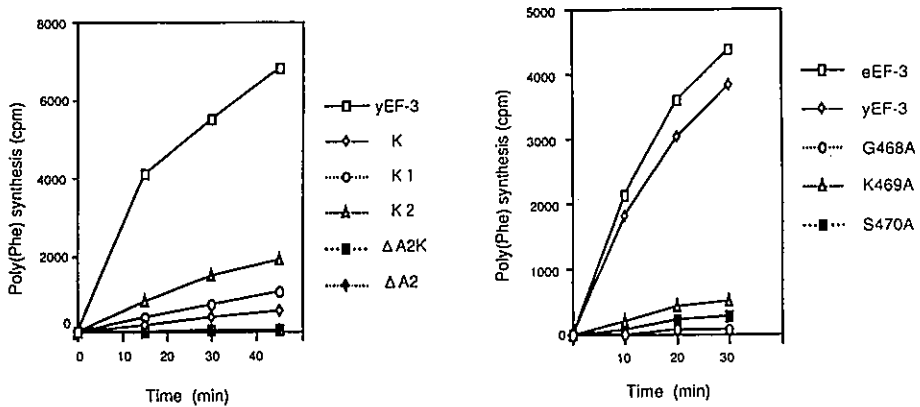 8000
6000
4000
2000
0
Poly(Phe) synthesis (cpm)
0 10 20 30 40
Time (min)
yEF-3
K
K 1
K 2
Δ A2K
Δ A2
5000
4000
3000
2000
1000
0
Poly(Phe) synthesis (cpm)
10 20 30
Time (min)
eEF-3
yEF-3
G468A
K469A
S470A